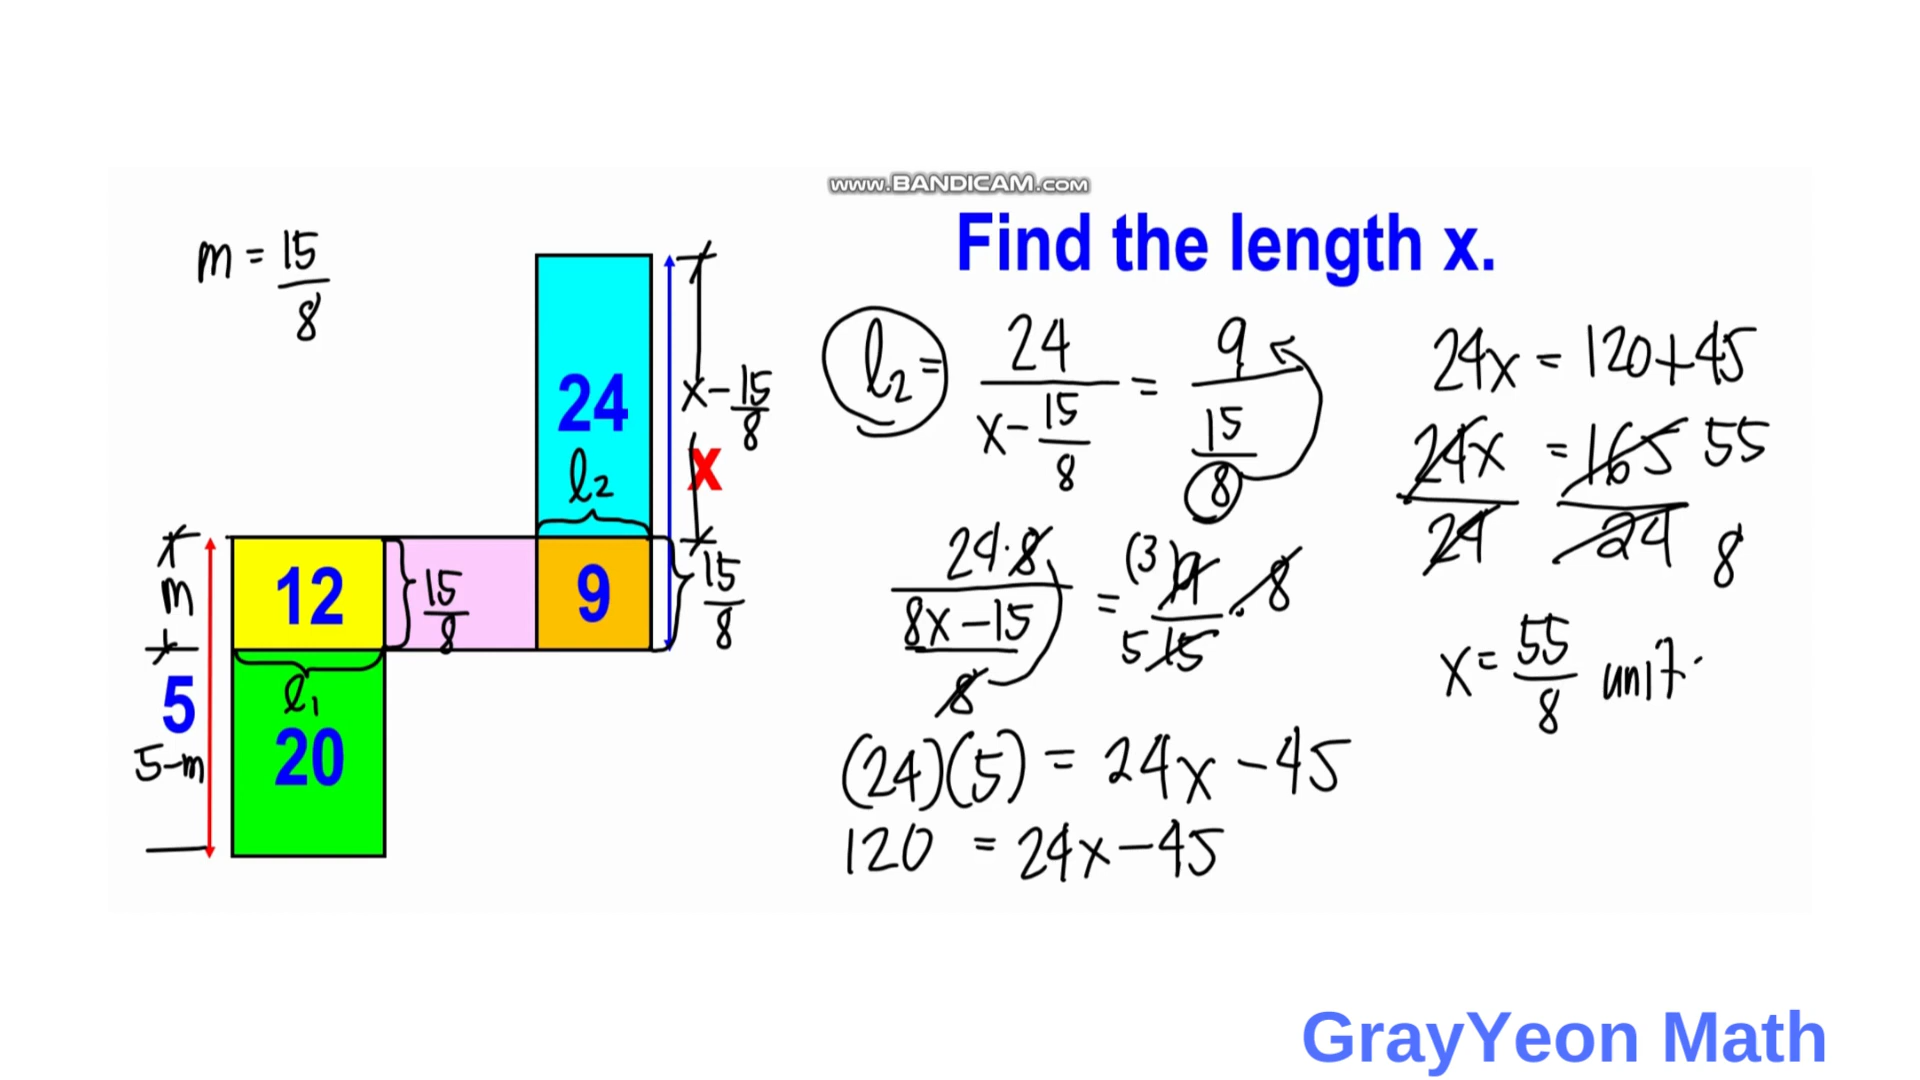 www.BANDICAM.com
Find the length x.
m = 15/8
24
l₂
x
x - 15/8
12
15/8
9
15/8
m
5
5-m
l₁
20
l₂ = 24/(x - 15/8) = 9/(15/8)
24·8/((8x - 15)/8) = (3) 9/15 · 8
5
(24)(5) = 24x - 45
120 = 24x - 45
24x = 120 + 45
24x/24 = 165/24 55
8
x = 55/8 unit.
GrayYeon Math